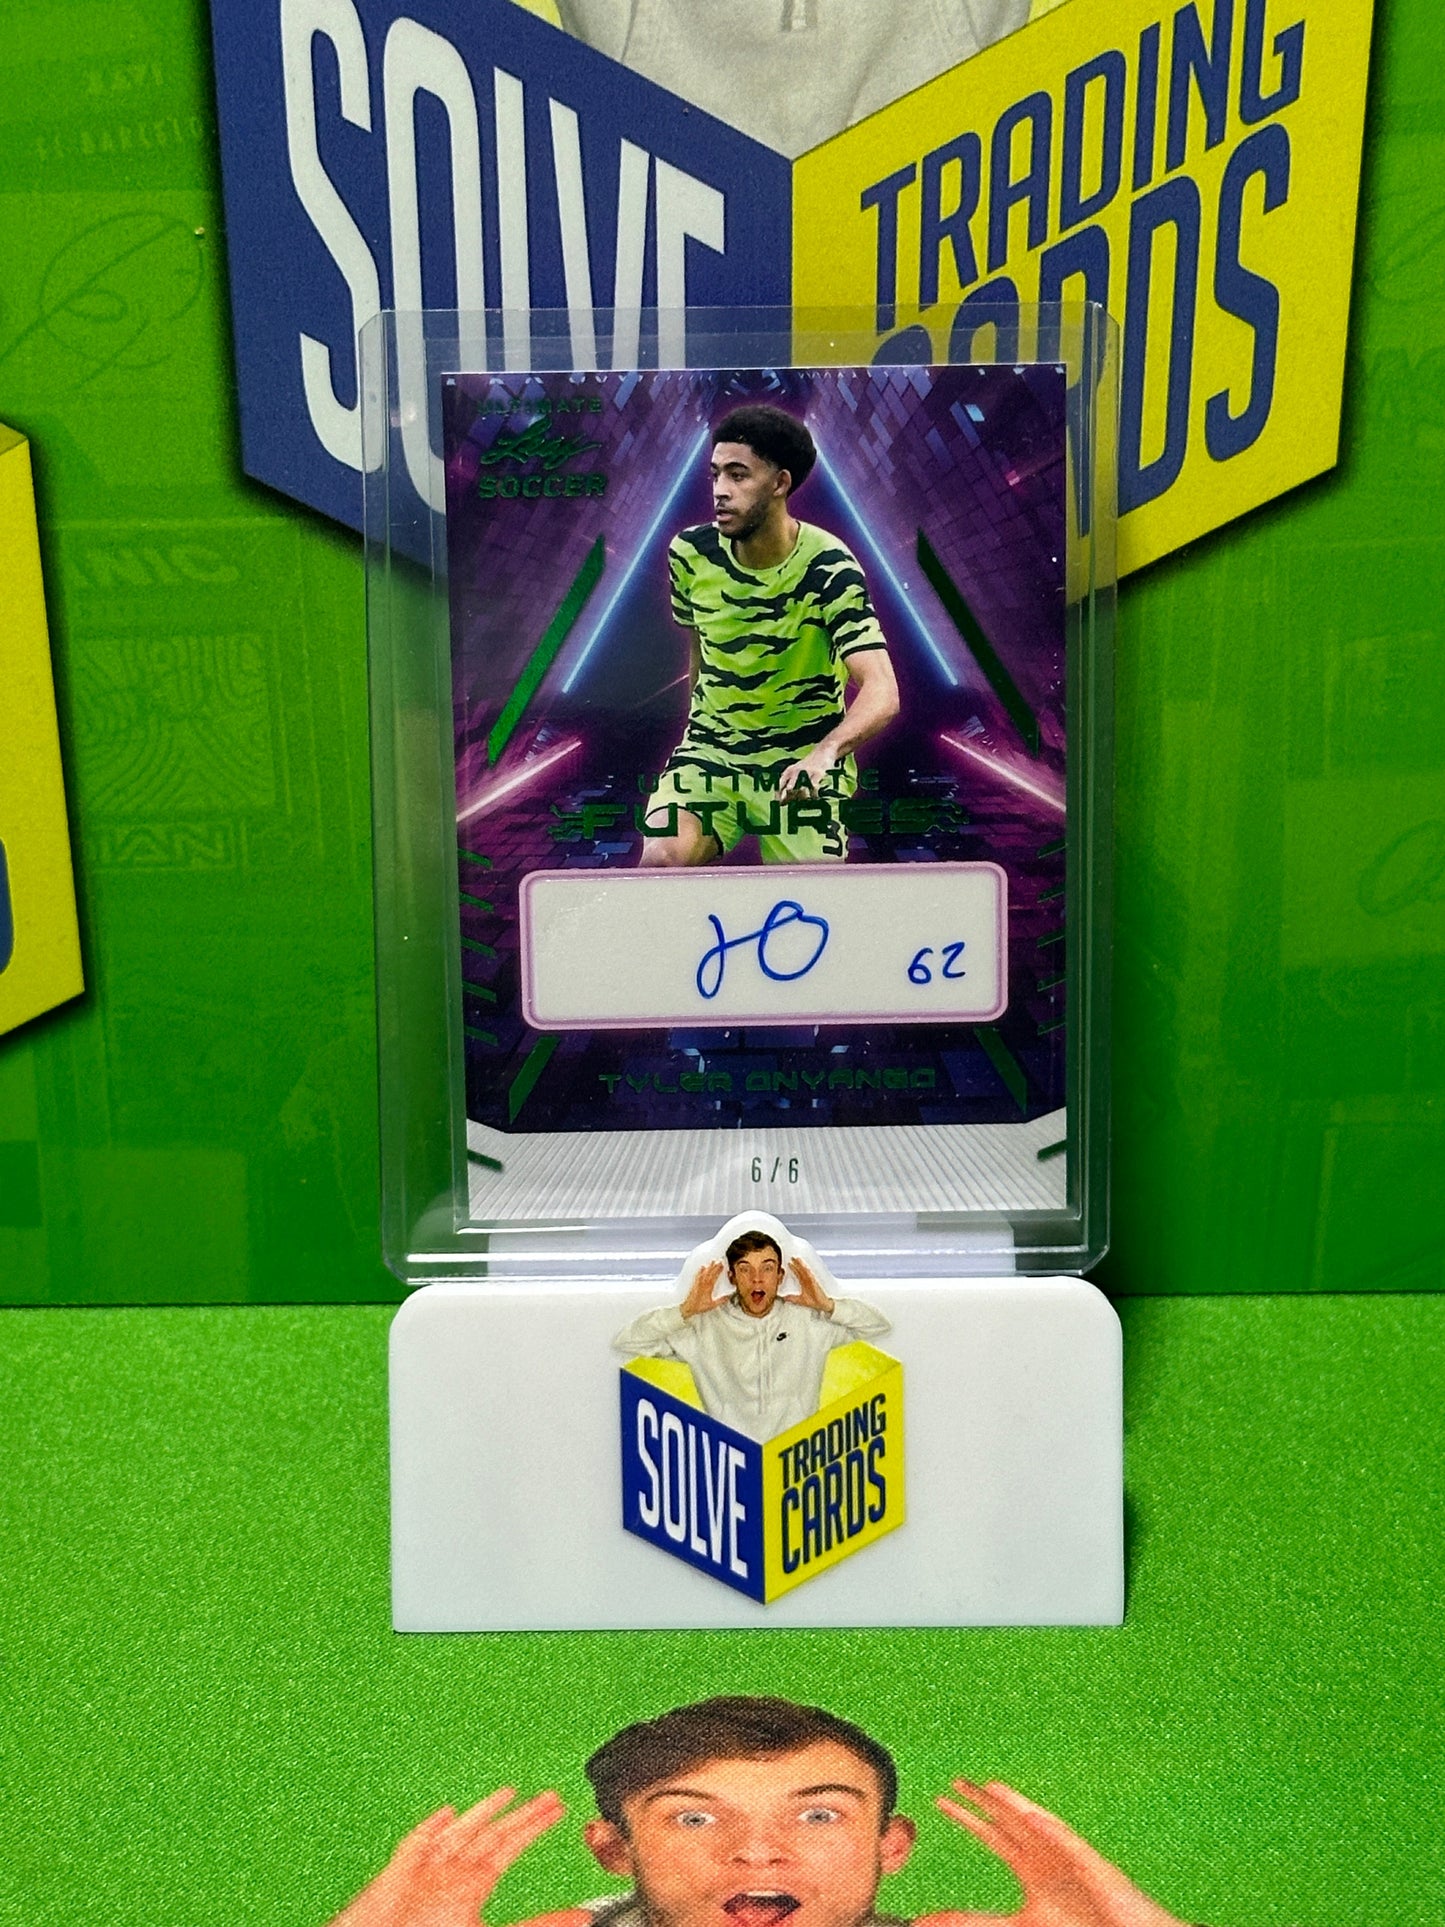 SOLVE
TRADING
CARDS
ULTIMATE
Leaf
SOCCER
ULTIMATE
FUTURES
62
TYLER ONYANGO
6/6
SOLVE
TRADING
CARDS